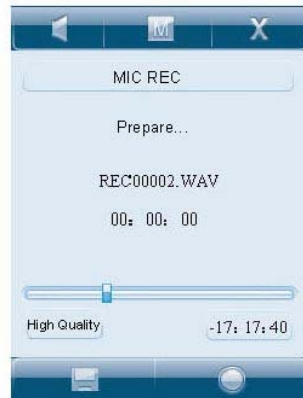 M X
MIC REC
Prepare...
REC00002.WAV
00: 00: 00
High Quality -17: 17: 40